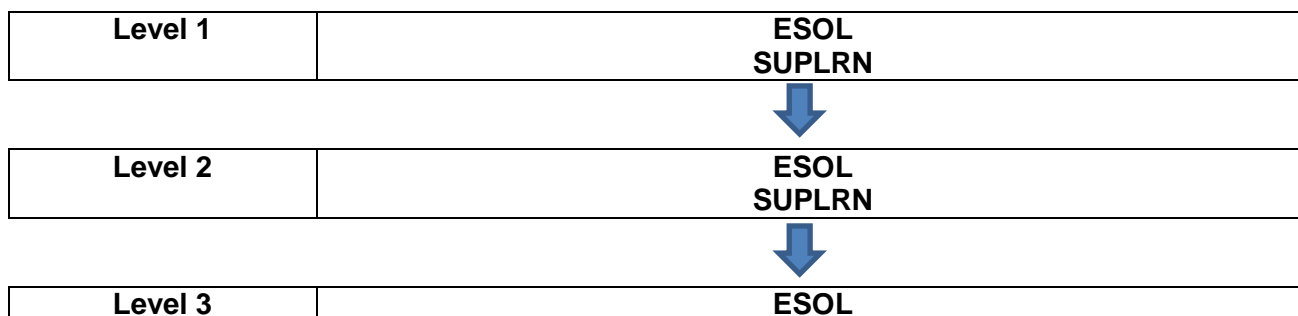 Level 1 ESOL
SUPLRN
Level 2 ESOL
SUPLRN
Level 3 ESOL